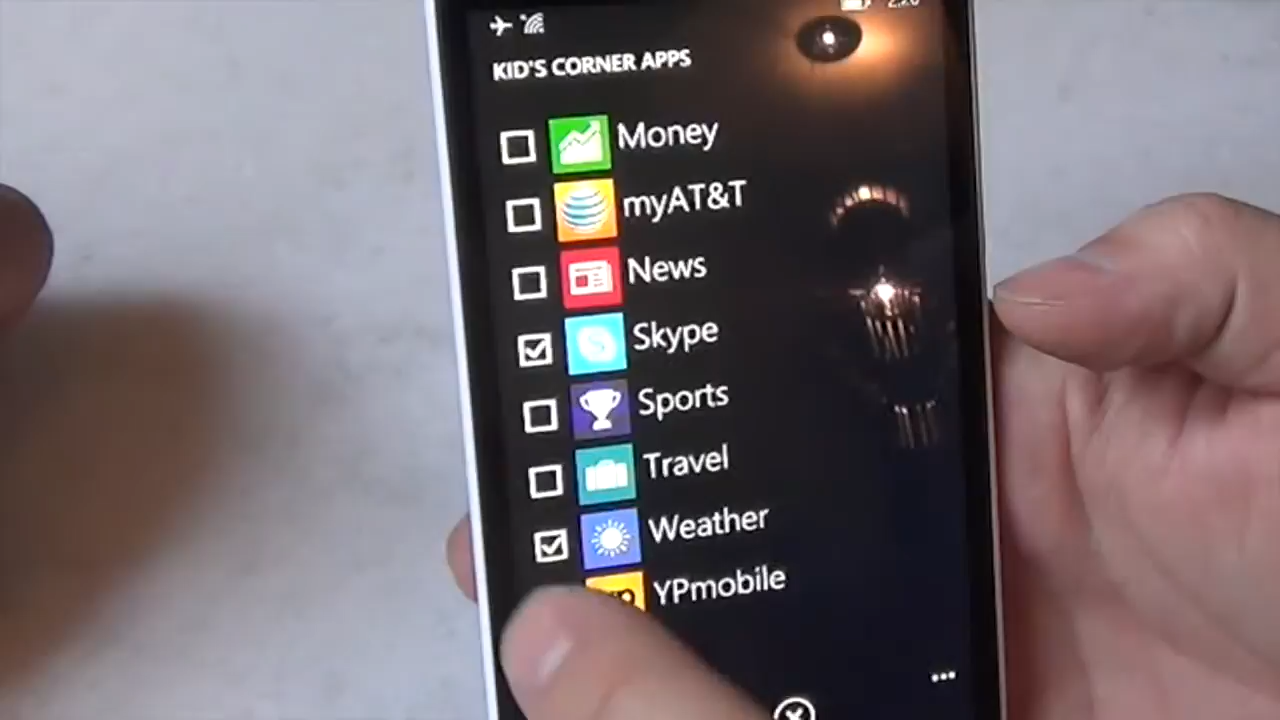 KID'S CORNER APPS
Money
myAT&T
News
Skype
Sports
Travel
Weather
YPmobile